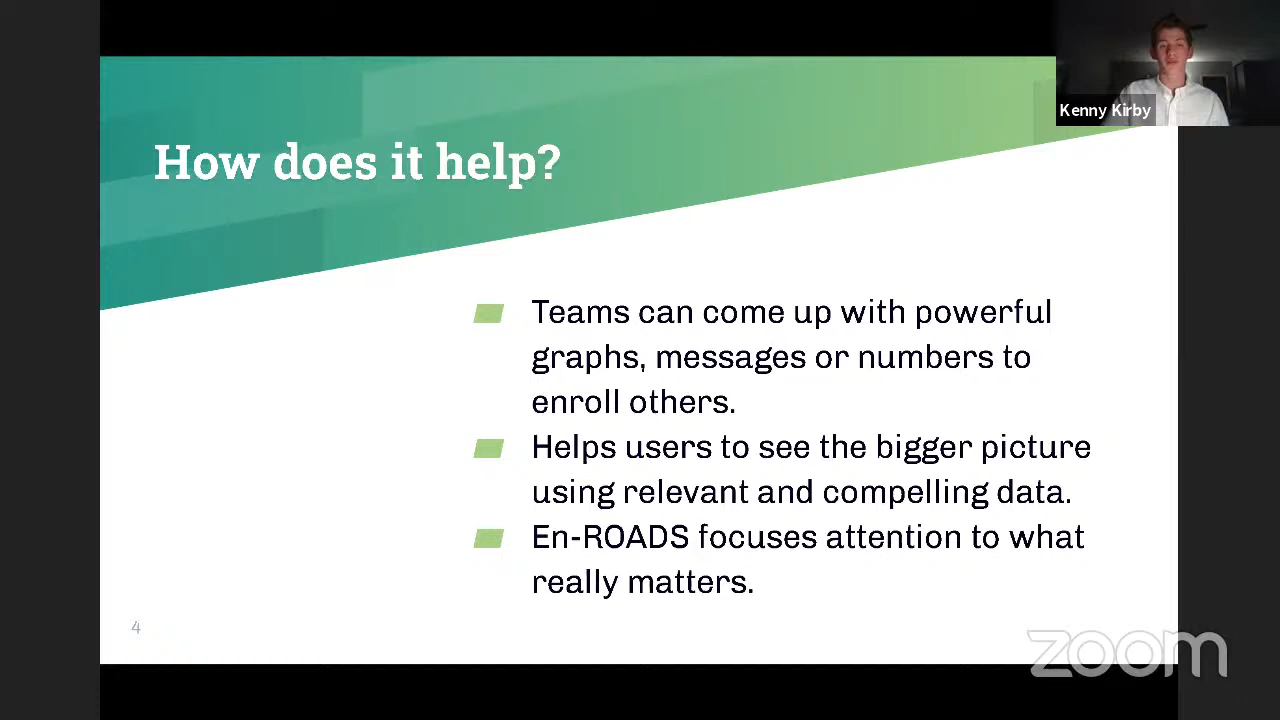 Kenny Kirby
How does it help?
Teams can come up with powerful
graphs, messages or numbers to
enroll others.
Helps users to see the bigger picture
using relevant and compelling data.
En-ROADS focuses attention to what
really matters.
4
zoom